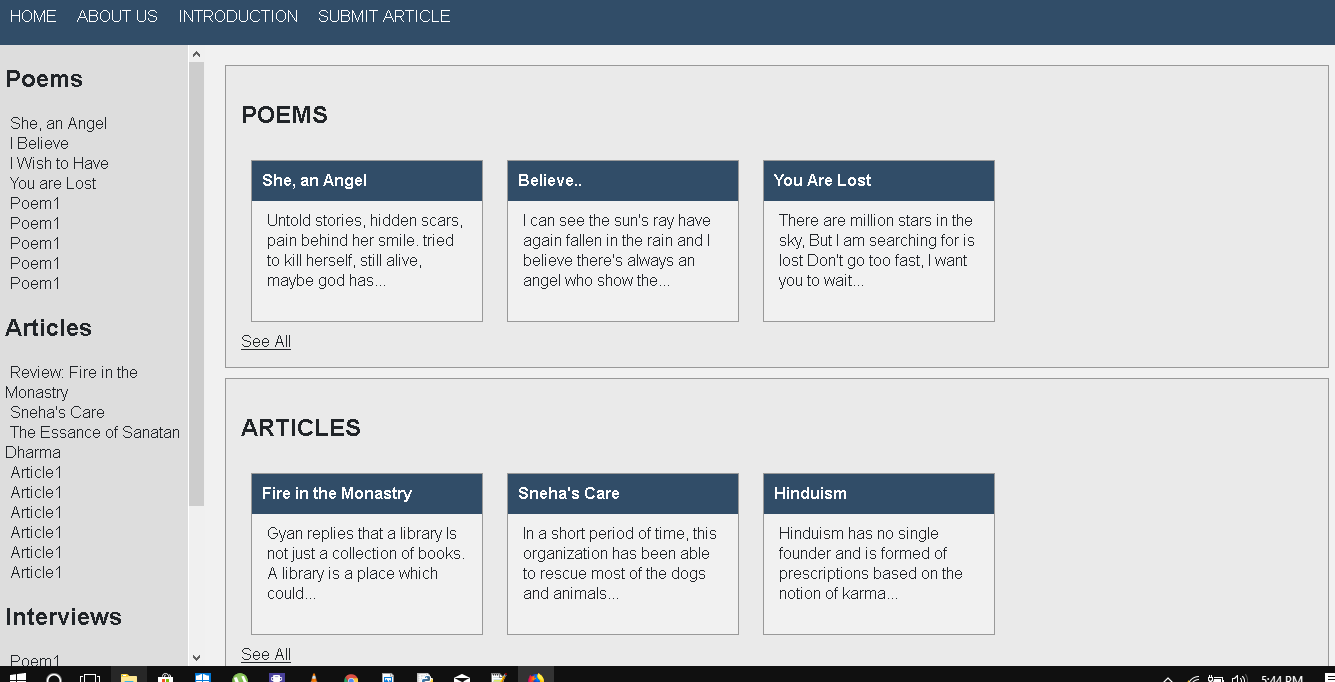 HOME ABOUT US INTRODUCTION SUBMIT ARTICLE
Poems
She, an Angel
I Believe
I Wish to Have
You are Lost
Poem1
Poem1
Poem1
Poem1
Poem1
Articles
Review: Fire in the
Monastry
Sneha's Care
The Essance of Sanatan
Dharma
Article1
Article1
Article1
Article1
Article1
Article1
Interviews
Poem1
POEMS
She, an Angel
Untold stories, hidden scars,
pain behind her smile. tried
to kill herself, still alive,
maybe god has...
Believe..
I can see the sun's ray have
again fallen in the rain and I
believe there's always an
angel who show the...
You Are Lost
There are million stars in the
sky, But I am searching for is
lost Don't go too fast, I want
you to wait...
See All
ARTICLES
Fire in the Monastry
Gyan replies that a library Is
not just a collection of books.
A library is a place which
could...
Sneha's Care
In a short period of time, this
organization has been able
to rescue most of the dogs
and animals...
Hinduism
Hinduism has no single
founder and is formed of
prescriptions based on the
notion of karma...
See All
5:44 PM